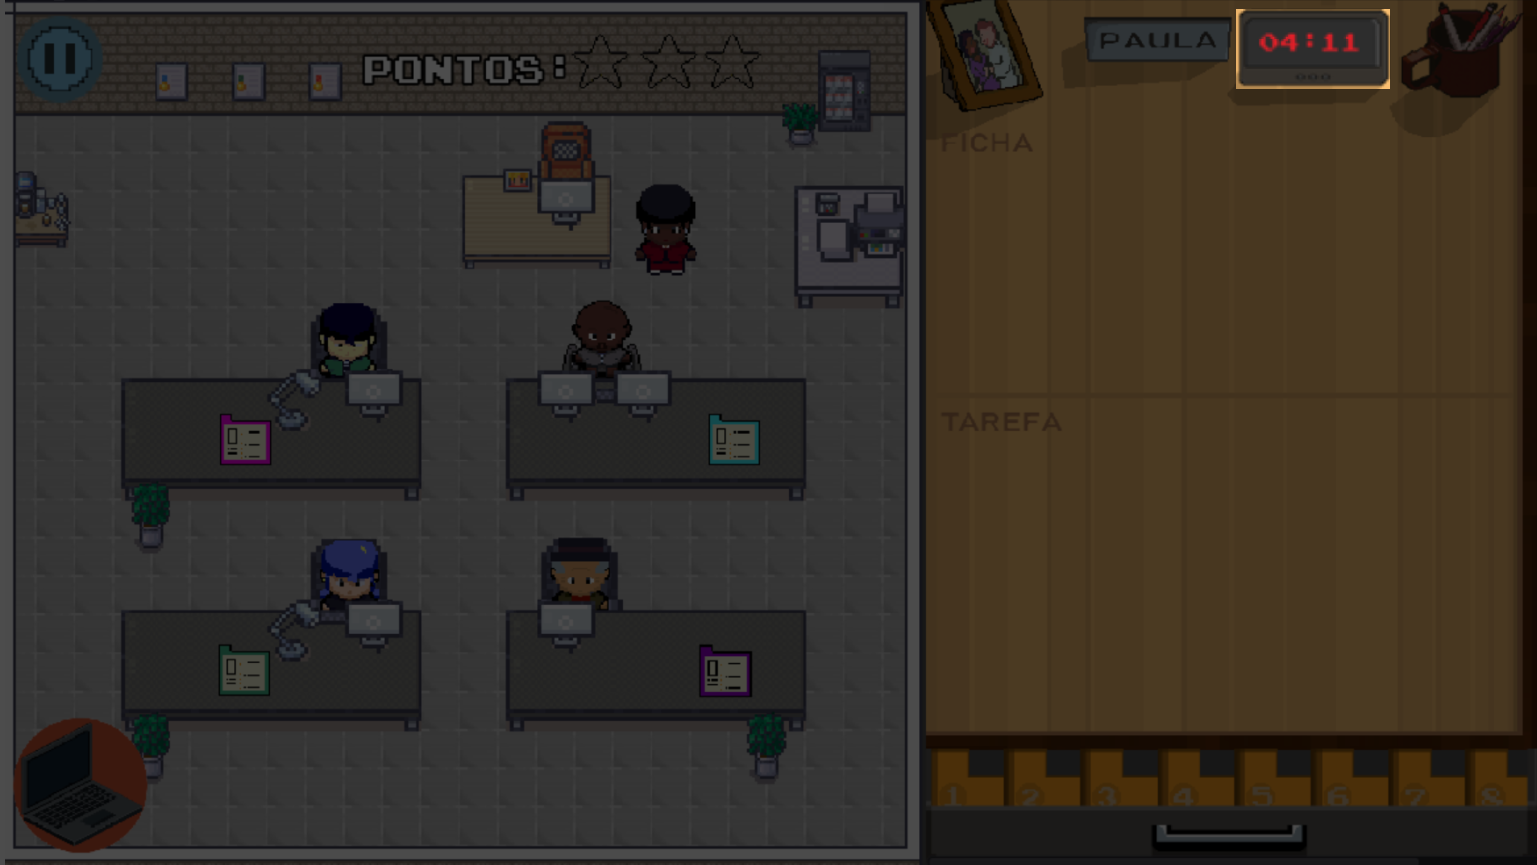 PONTOS:
PAULA
04:11
FICHA
TAREFA
1 2 3 4 5 6 7 8